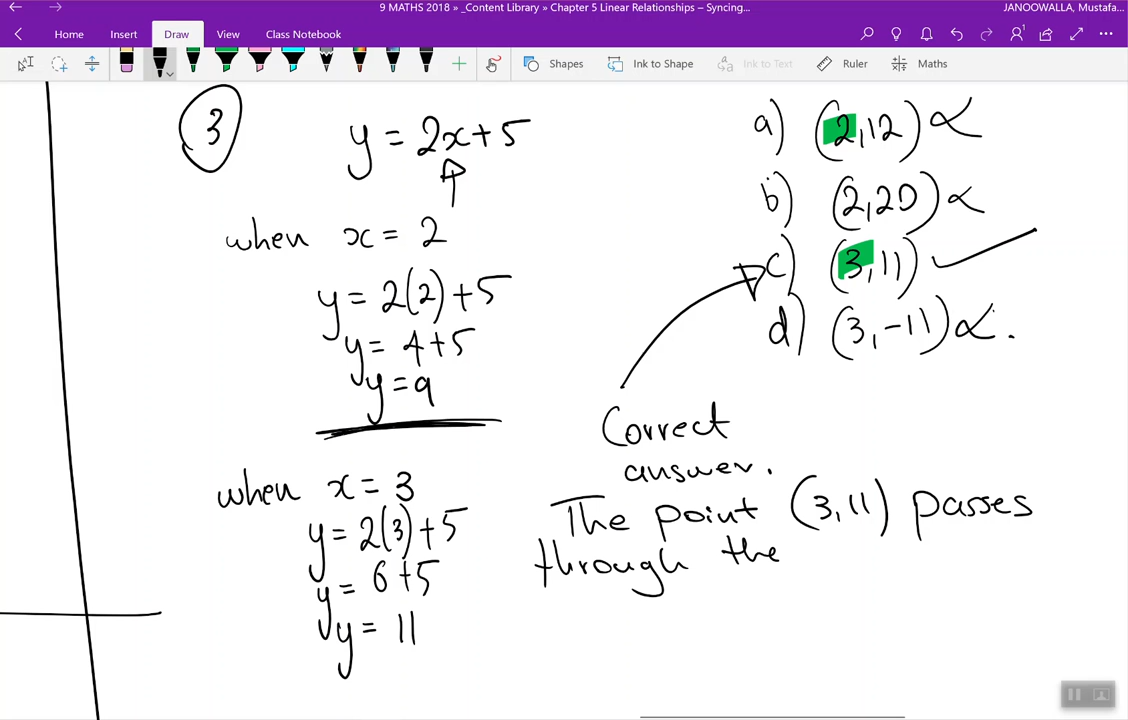 9 MATHS 2018 » _Content Library » Chapter 5 Linear Relationships – Syncing...
JANOOWALLA, Mustafa...
Home Insert Draw View Class Notebook
Shapes Ink to Shape Ink to Text Ruler Maths
3
y = 2x+5
when x = 2
y = 2(2)+5
y = 4+5
y = 9
when x = 3
y = 2(3)+5
y = 6+5
y = 11
a) (2,12)
b) (2,20)
c) (3,11)
d) (3,-11)
Correct
answer.
The point (3,11) passes
through the